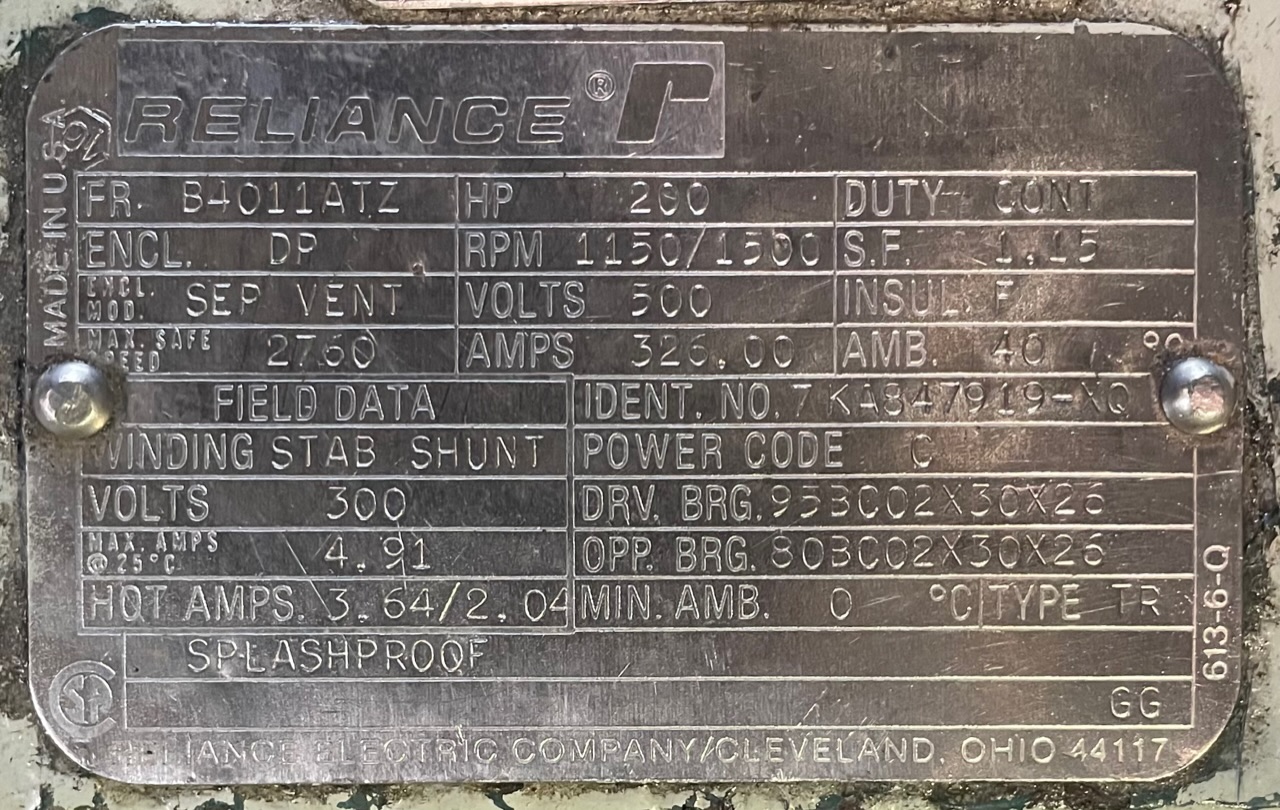 RELIANCE ®
MADE IN U.S.A.
FR. B4011ATZ HP 200 DUTY CONT
ENCL. DP RPM 1150/1500 S.F. 1.15
ENCL. MOD. SEP VENT VOLTS 500 INSUL. F
MAX. SAFE SPEED 2760 AMPS 326.00 AMB. 40 °C
FIELD DATA IDENT. NO. 7KA847919-XQ
WINDING STAB SHUNT POWER CODE C
VOLTS 300 DRV. BRG. 95BC02X30X26
MAX. AMPS @ 25°C 4.91 OPP. BRG. 80BC02X30X26
HOT AMPS. 3.64/2.04 MIN. AMB. 0 °C TYPE TR
SPLASHPROOF
GG
613-6-Q
RELIANCE ELECTRIC COMPANY/CLEVELAND, OHIO 44117